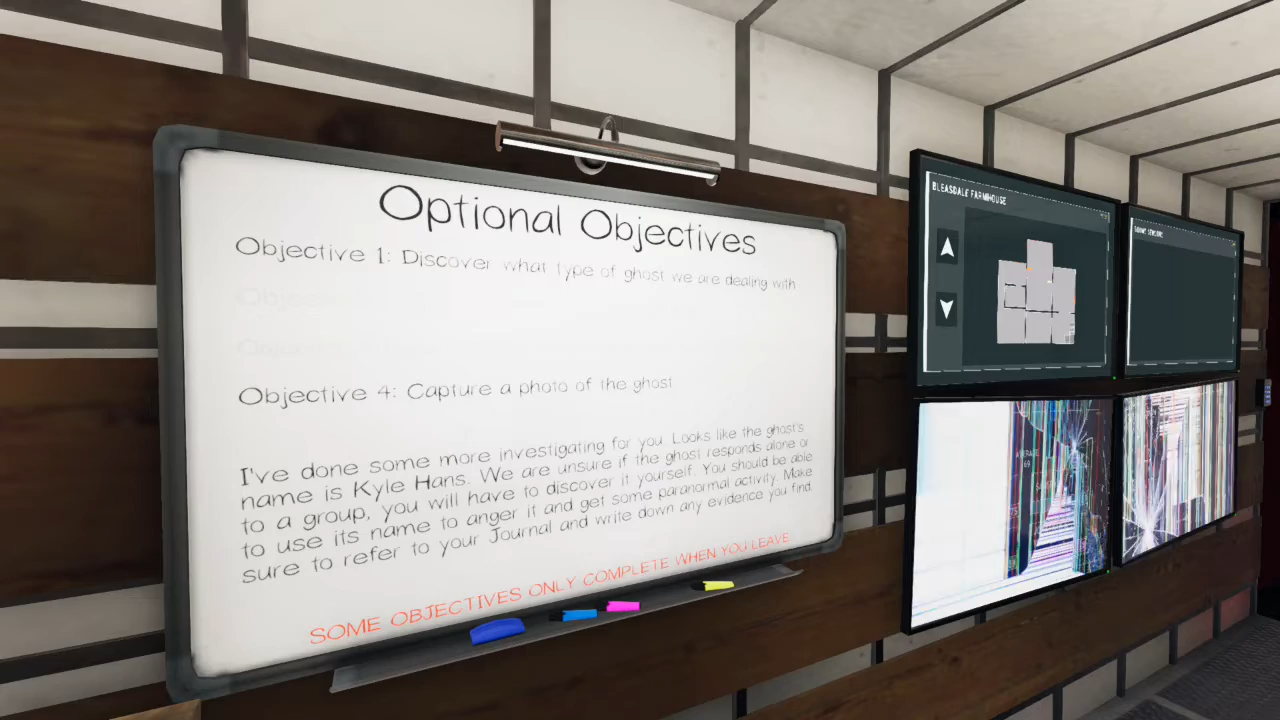 Optional Objectives
Objective 1: Discover what type of ghost we are dealing with
Objective 4: Capture a photo of the ghost
I've done some more investigating for you. Looks like the ghost's
name is Kyle Hans. We are unsure if the ghost responds alone or
to a group, you will have to discover it yourself. You should be able
to use its name to anger it and get some paranormal activity. Make
sure to refer to your Journal and write down any evidence you find.
SOME OBJECTIVES ONLY COMPLETE WHEN YOU LEAVE
BLEASDALE FARMHOUSE
AVERAGE
69